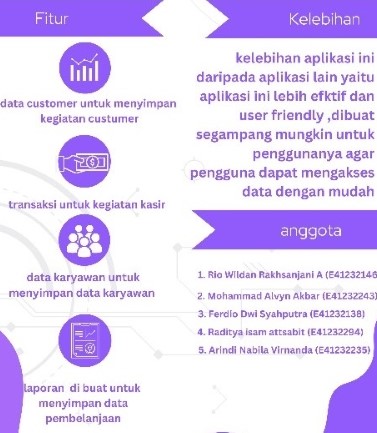 Fitur
data customer untuk menyimpan
kegiatan custumer
transaksi untuk kegiatan kasir
data karyawan untuk
menyimpan data karyawan
laporan di buat untuk
menyimpan data
pembelanjaan
Kelebihan
kelebihan aplikasi ini
daripada aplikasi lain yaitu
aplikasi ini lebih efktif dan
user friendly ,dibuat
segampang mungkin untuk
penggunanya agar
pengguna dapat mengakses
data dengan mudah
anggota
1. Rio Wildan Rakhsanjani A (E41232146
2. Mohammad Alvyn Akbar (E41232243)
3. Ferdio Dwi Syahputra (E41232138)
4. Raditya isam attsabit (E41232294)
5. Arindi Nabila Virnanda (E41232235)